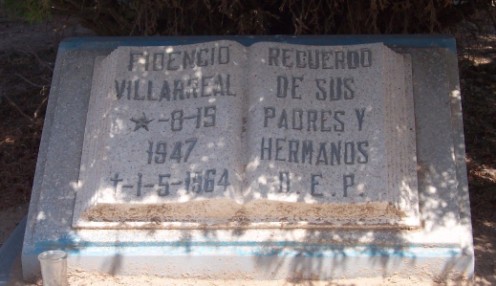 FIDENCIO
VILLARREAL
★-8-15
1947
†-1-5-1964
RECUERDO
DE SUS
PADRES Y
HERMANOS
D. E. P.